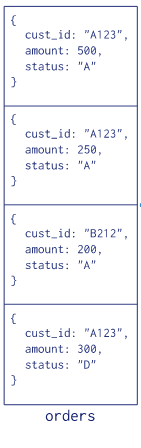 {
cust_id: "A123",
amount: 500,
status: "A"
}
{
cust_id: "A123",
amount: 250,
status: "A"
}
{
cust_id: "B212",
amount: 200,
status: "A"
}
{
cust_id: "A123",
amount: 300,
status: "D"
}
orders